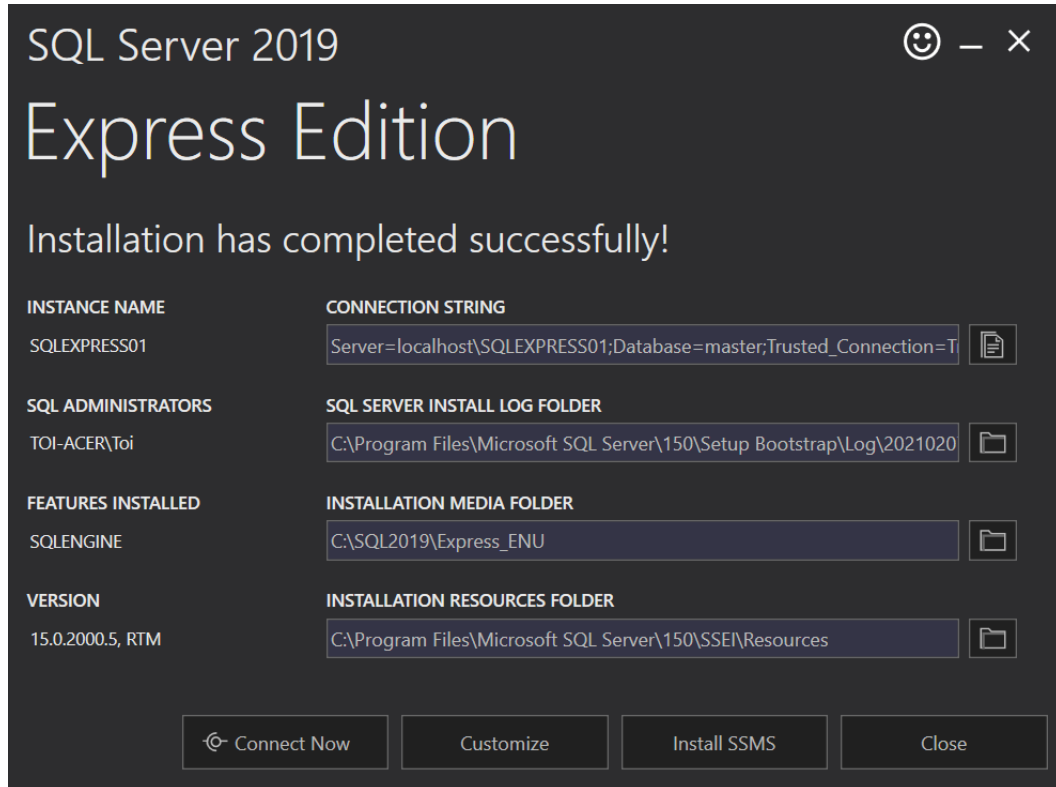 SQL Server 2019
Express Edition
Installation has completed successfully!
INSTANCE NAME
SQLEXPRESS01
CONNECTION STRING
Server=localhost\SQLEXPRESS01;Database=master;Trusted_Connection=T
SQL ADMINISTRATORS
TOI-ACER\Toi
SQL SERVER INSTALL LOG FOLDER
C:\Program Files\Microsoft SQL Server\150\Setup Bootstrap\Log\2021020
FEATURES INSTALLED
SQLENGINE
INSTALLATION MEDIA FOLDER
C:\SQL2019\Express_ENU
VERSION
15.0.2000.5, RTM
INSTALLATION RESOURCES FOLDER
C:\Program Files\Microsoft SQL Server\150\SSEI\Resources
Connect Now
Customize
Install SSMS
Close